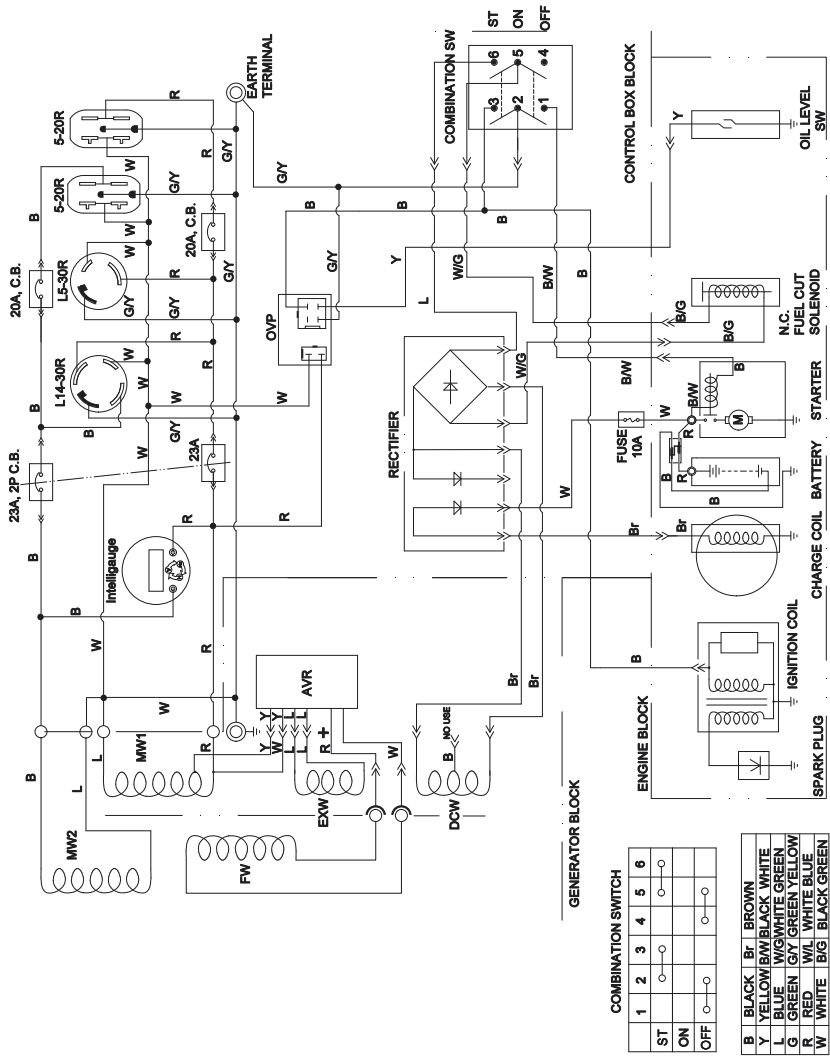 20A, C.B.
23A, 2P C.B.
B
B
B
B
B
L
MW2
5-20R
5-20R
L5-30R
L14-30R
B
Intelligauge
B
W
L
MW1
W
W
W
W
W
W
W
R
R
R
R
G/Y
G/Y
G/Y
G/Y
G/Y
20A, C.B.
23A
R
R
R
R
R
W
R
G/Y
G/Y
EARTH
TERMINAL
FW
EXW
Y
W
L
L
R
Y
Y
L
L
+
W
AVR
OVP
W
R
G/Y
G/Y
B
B
B
Y
L
W/G
W/G
B/W
B/W
B
RECTIFIER
COMBINATION SW
ST
ON
OFF
1
2
3
4
5
6
DCW
B
NO USE
Br
Br
W
Br
Br
B
GENERATOR BLOCK
ENGINE BLOCK
CONTROL BOX BLOCK
FUSE
10A
W
R
B/W
B
B
R
B
M
B/G
B/G
Y
SPARK PLUG
IGNITION COIL
CHARGE COIL
BATTERY
STARTER
N.C.
FUEL CUT
SOLENOID
OIL LEVEL
SW
COMBINATION SWITCH
1 2 3 4 5 6
ST
ON
OFF
B BLACK Br BROWN
Y YELLOW B/W BLACK WHITE
L BLUE W/G WHITE GREEN
G GREEN G/Y GREEN YELLOW
R RED W/L WHITE BLUE
W WHITE B/G BLACK GREEN